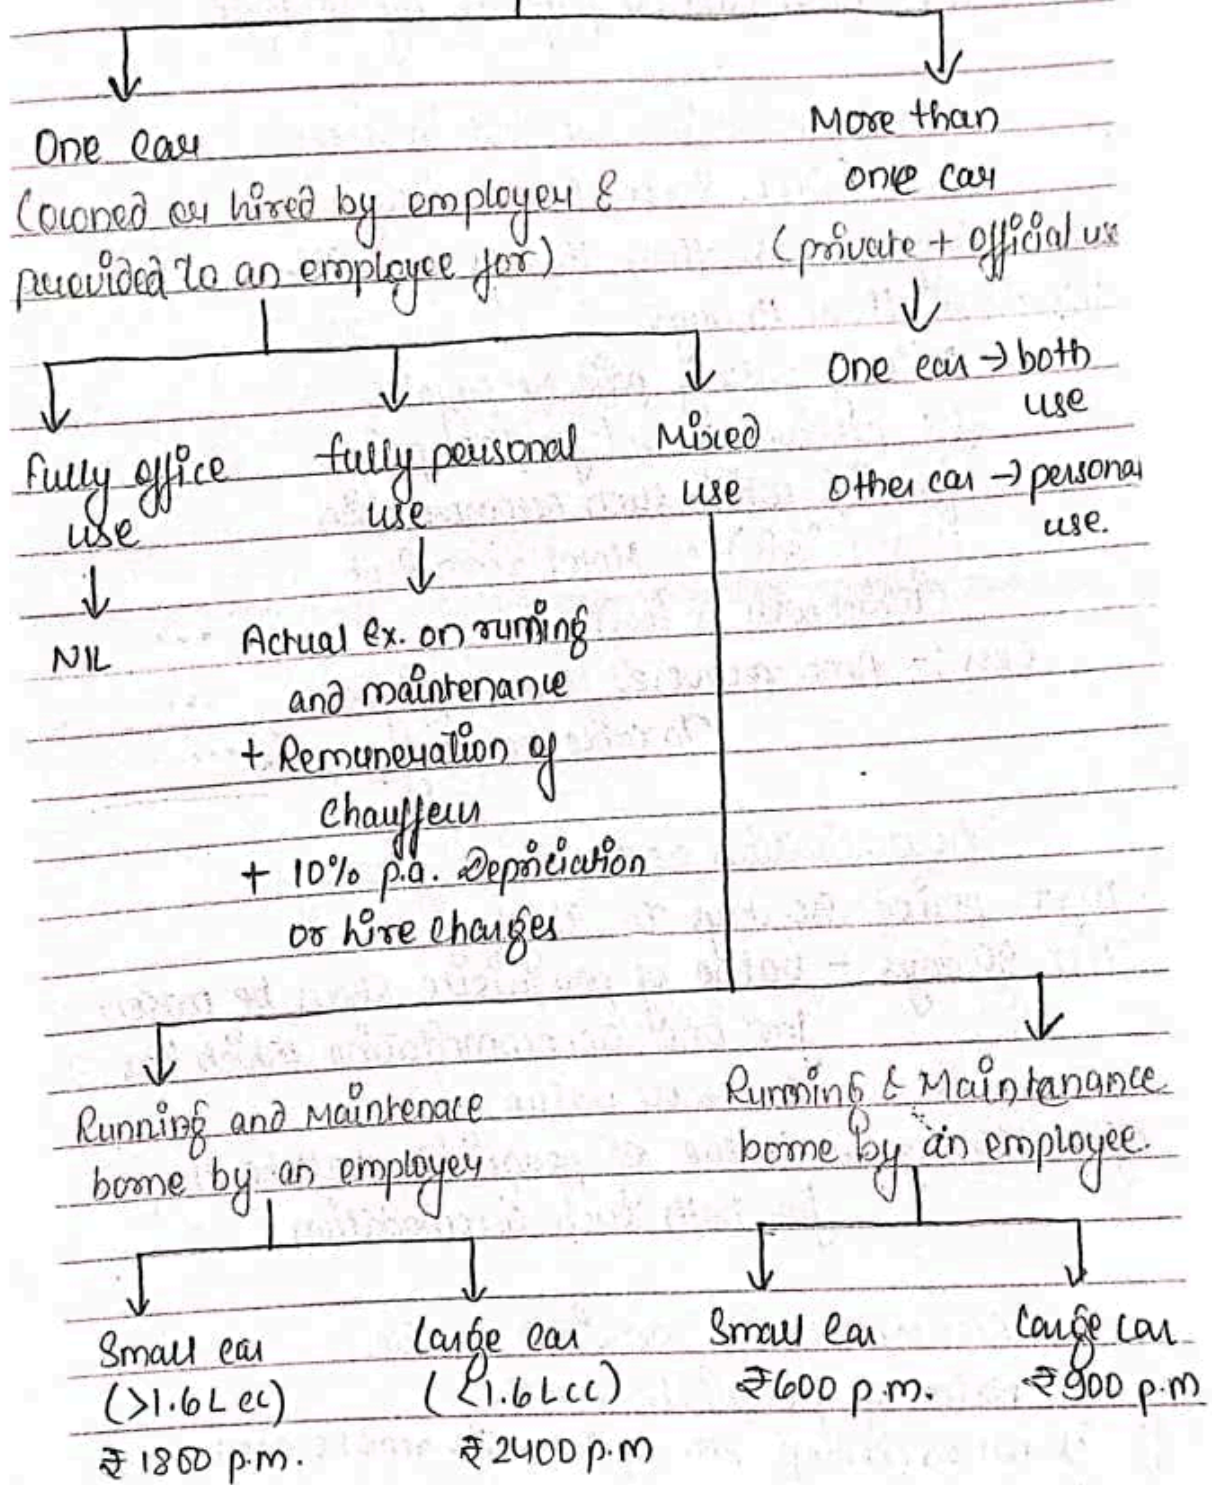 One car
(owned or hired by employer &
provided to an employee for)
More than
one car
(private + official use
One car → both
use
Other car → personal
use.
Fully office
use
NIL
fully personal
use
Actual ex. on running
and maintenance
+ Remuneration of
Chauffeur
+ 10% p.a. Depriciation
or hire charges
Mixed
use
Running and Maintenace
borne by an employer
Small car
(>1.6L cc)
₹1800 p.m.
Large car
(<1.6L cc)
₹2400 p.m
Running & Maintanance
borne by an employee.
Small car
₹600 p.m.
Large car
₹900 p.m